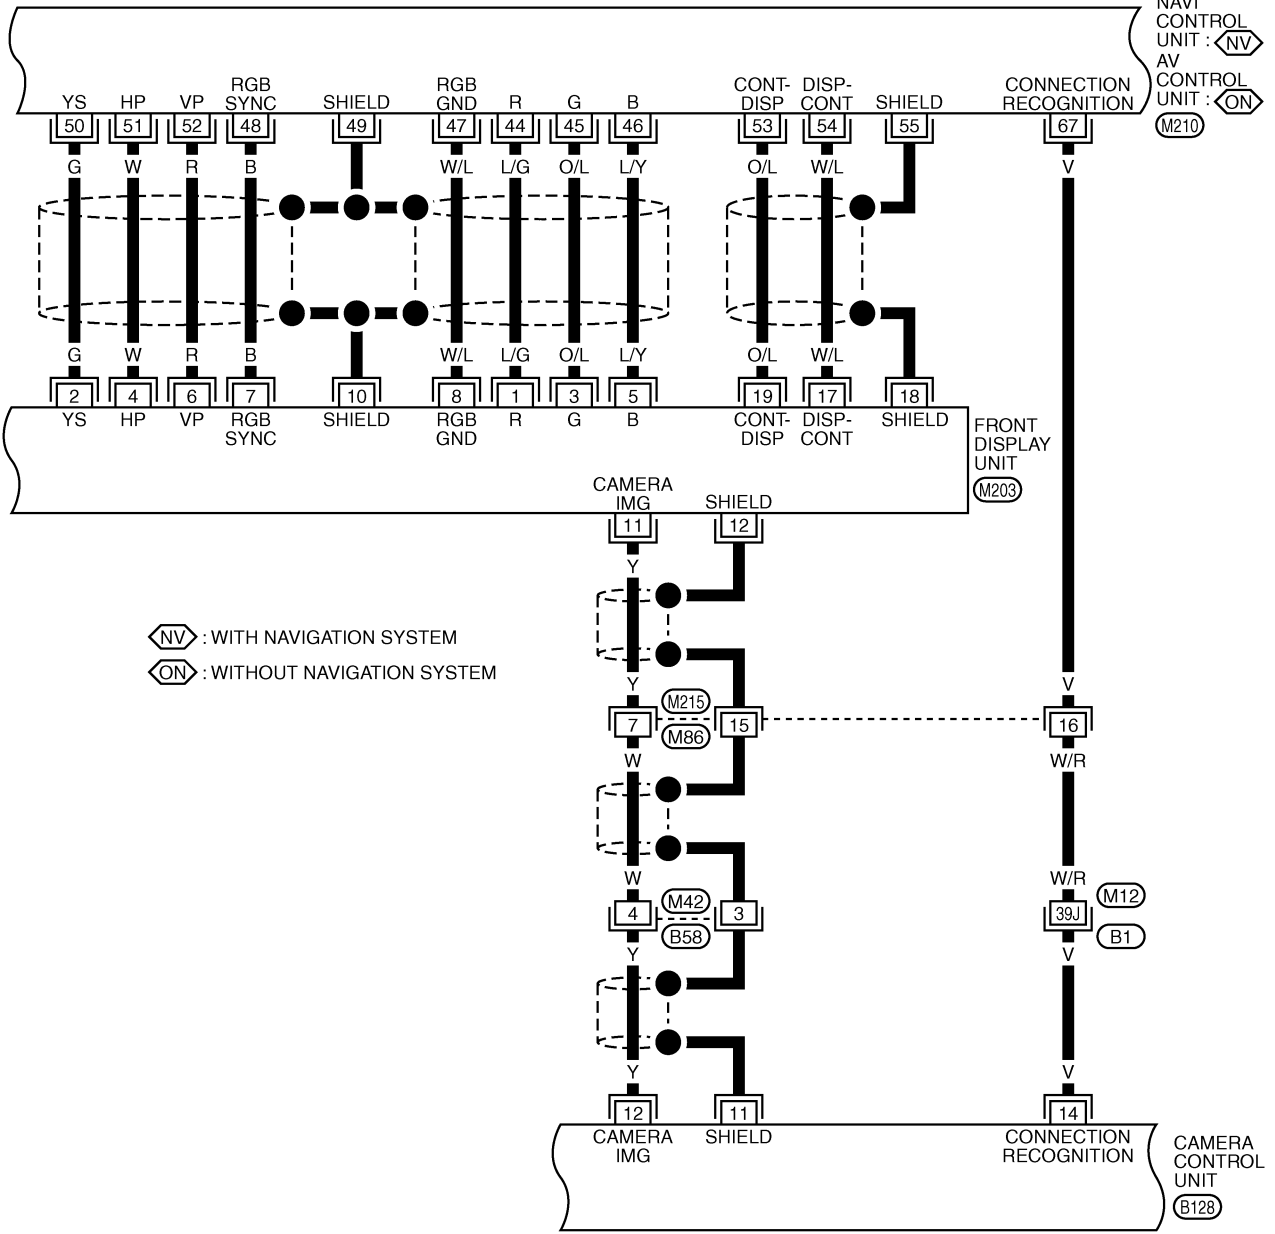 NAVI
CONTROL
UNIT : NV
AV
CONTROL
UNIT : ON
M210
YS HP VP RGB SYNC SHIELD RGB GND R G B CONT-DISP DISP-CONT SHIELD CONNECTION RECOGNITION
50 51 52 48 49 47 44 45 46 53 54 55 67
G W R B W/L L/G O/L L/Y O/L W/L V
G W R B W/L L/G O/L L/Y O/L W/L
2 4 6 7 10 8 1 3 5 19 17 18
YS HP VP RGB SYNC SHIELD RGB GND R G B CONT-DISP DISP-CONT SHIELD
FRONT
DISPLAY
UNIT
M203
CAMERA IMG SHIELD
11 12
Y
NV : WITH NAVIGATION SYSTEM
ON : WITHOUT NAVIGATION SYSTEM
Y V
M215
7 15 16
M86
W W/R
W W/R
M42 M12
4 3 39J
B58 B1
Y V
Y V
12 11 14
CAMERA IMG SHIELD CONNECTION RECOGNITION
CAMERA
CONTROL
UNIT
B128